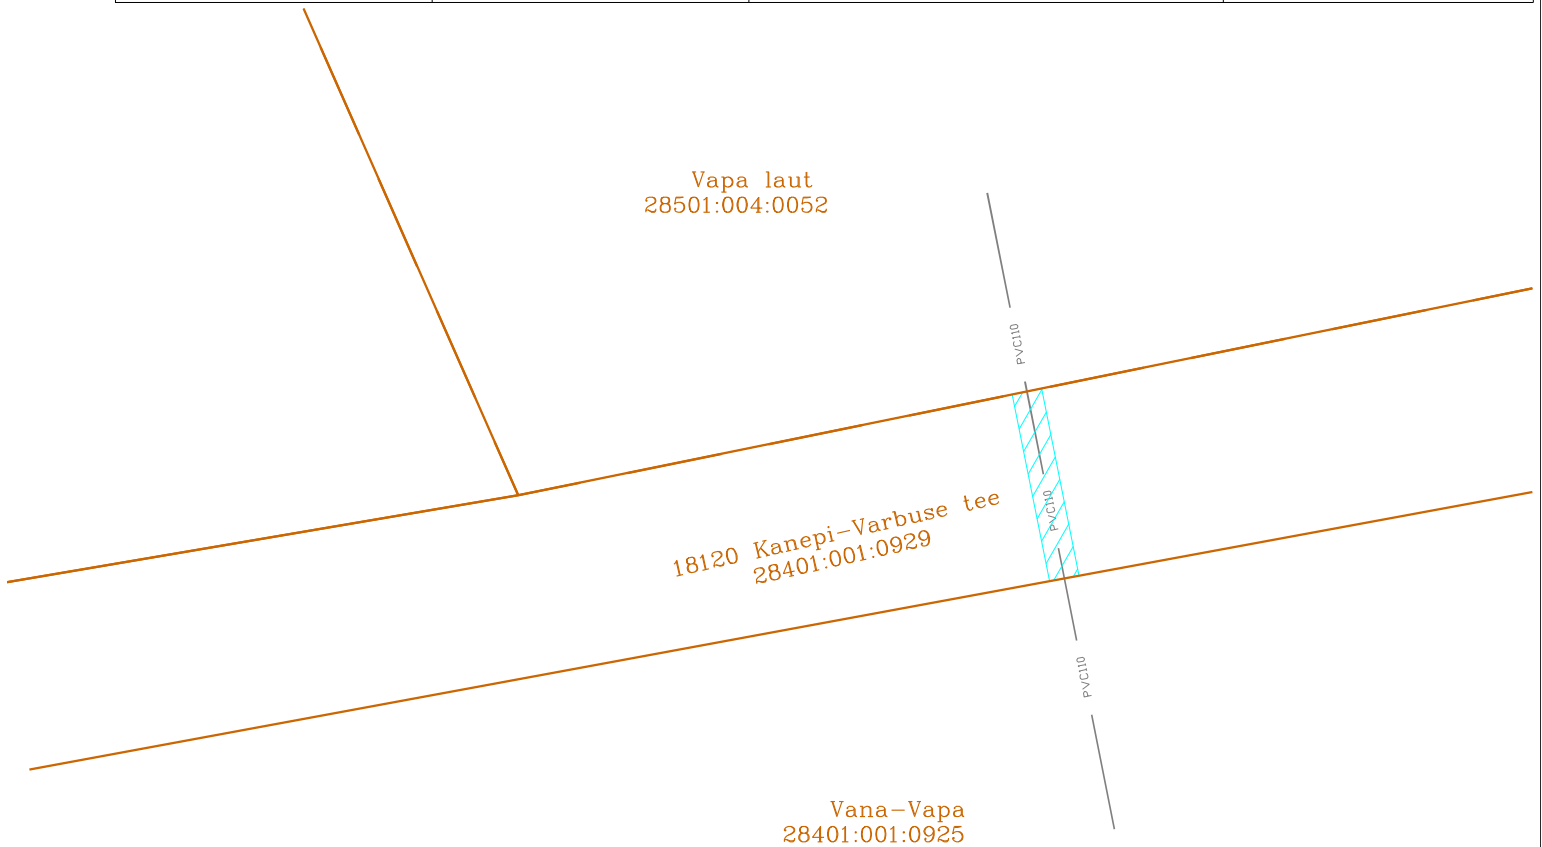 Vapa laut
28501:004:0052
PVC110
PVC110
18120 Kanepi-Varbuse tee
28401:001:0929
PVC110
Vana-Vapa
28401:001:0925